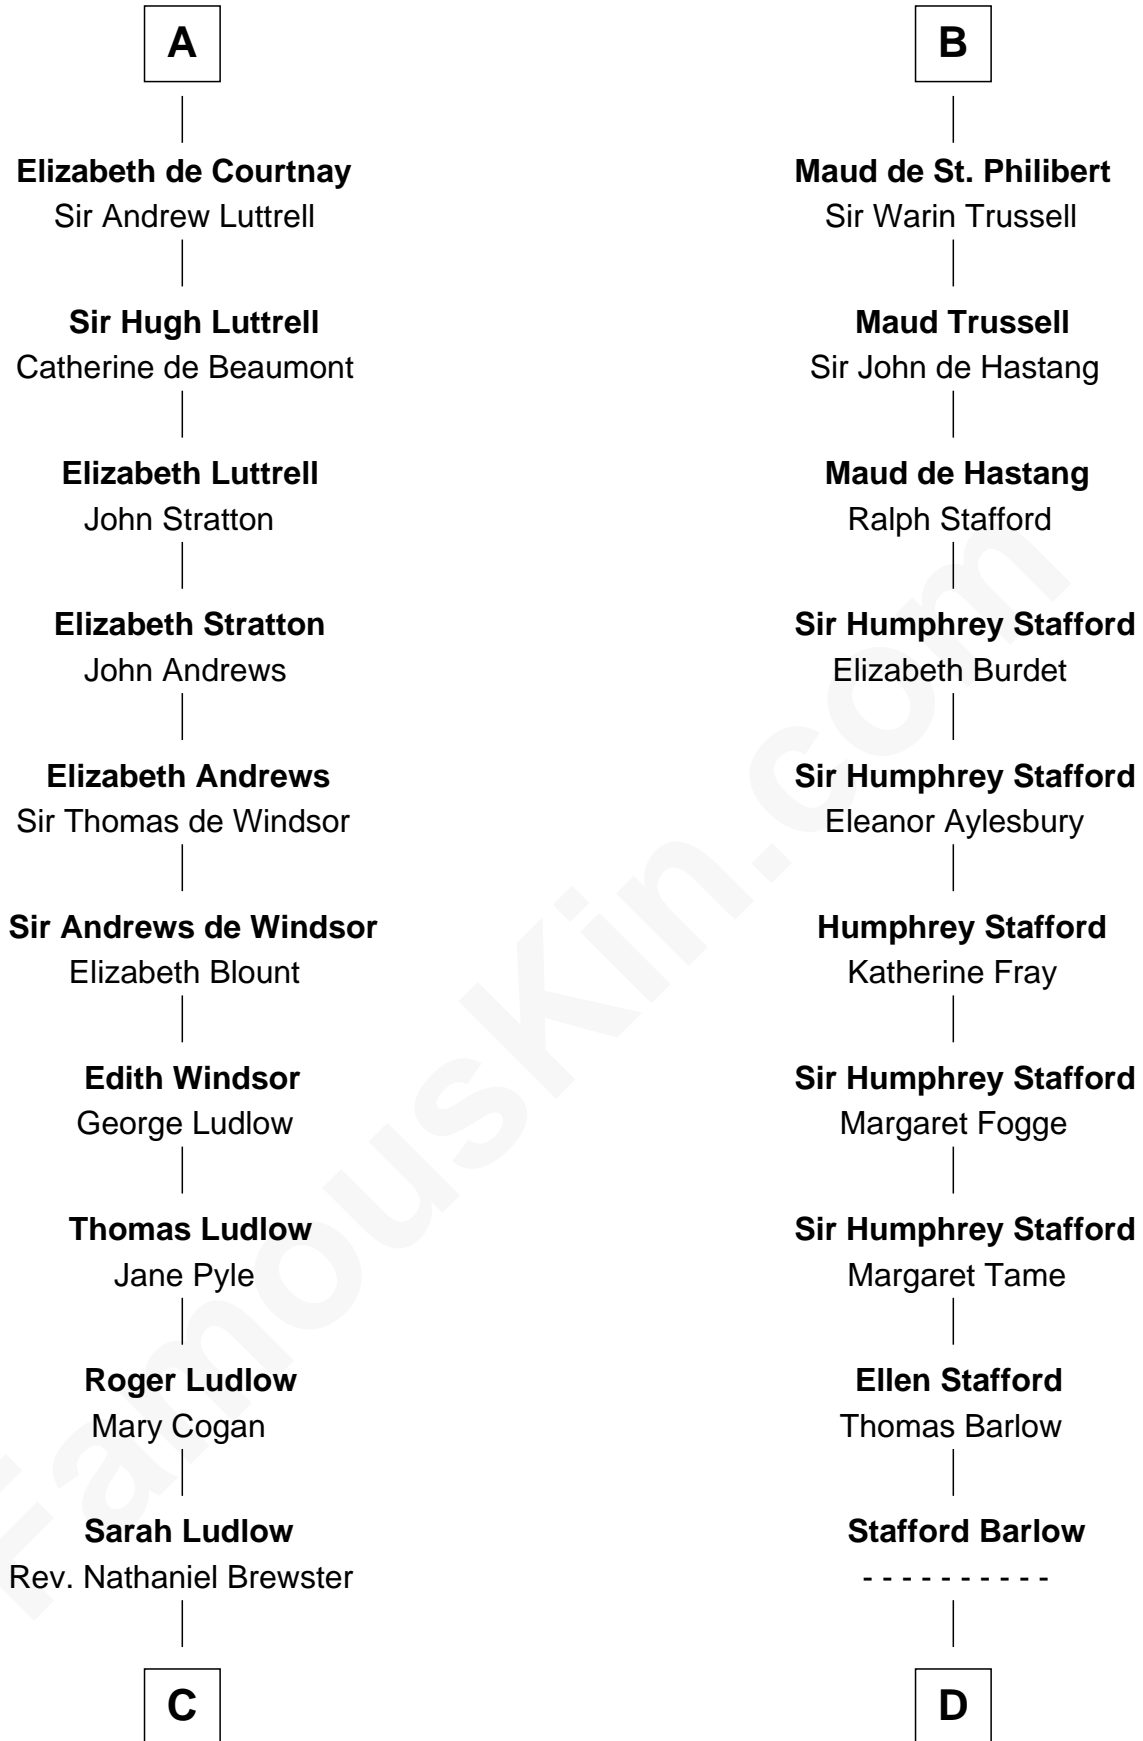 A
Elizabeth de Courtnay
Sir Andrew Luttrell
Sir Hugh Luttrell
Catherine de Beaumont
Elizabeth Luttrell
John Stratton
Elizabeth Stratton
John Andrews
Elizabeth Andrews
Sir Thomas de Windsor
Sir Andrews de Windsor
Elizabeth Blount
Edith Windsor
George Ludlow
Thomas Ludlow
Jane Pyle
Roger Ludlow
Mary Cogan
Sarah Ludlow
Rev. Nathaniel Brewster
C
B
Maud de St. Philibert
Sir Warin Trussell
Maud Trussell
Sir John de Hastang
Maud de Hastang
Ralph Stafford
Sir Humphrey Stafford
Elizabeth Burdet
Sir Humphrey Stafford
Eleanor Aylesbury
Humphrey Stafford
Katherine Fray
Sir Humphrey Stafford
Margaret Fogge
Sir Humphrey Stafford
Margaret Tame
Ellen Stafford
Thomas Barlow
Stafford Barlow
- - - - - - - - - -
D
FamousKin.com